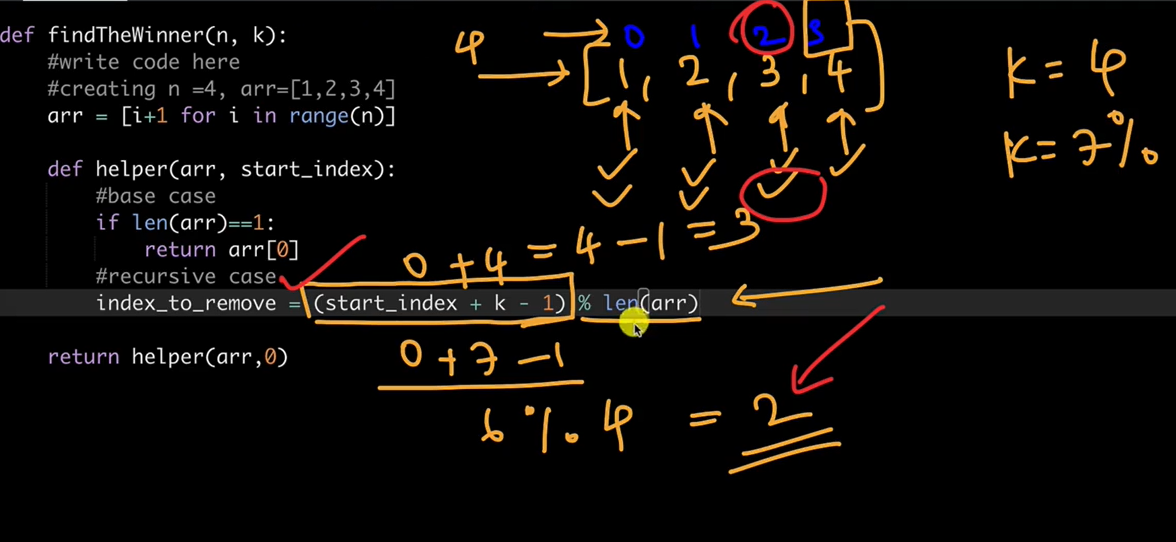 def findTheWinner(n, k):
    #write code here
    #creating n =4, arr=[1,2,3,4]
    arr = [i+1 for i in range(n)]
    def helper(arr, start_index):
        #base case
        if len(arr)==1:
            return arr[0]
        #recursive case
        index_to_remove = (start_index + k - 1) % len(arr)
    return helper(arr,0)
0 1 2 3
4
[1, 2, 3, 4]
K = 4
K = 7%
0 + 4 = 4 - 1 = 3
0 + 7 - 1
6 % 4 = 2